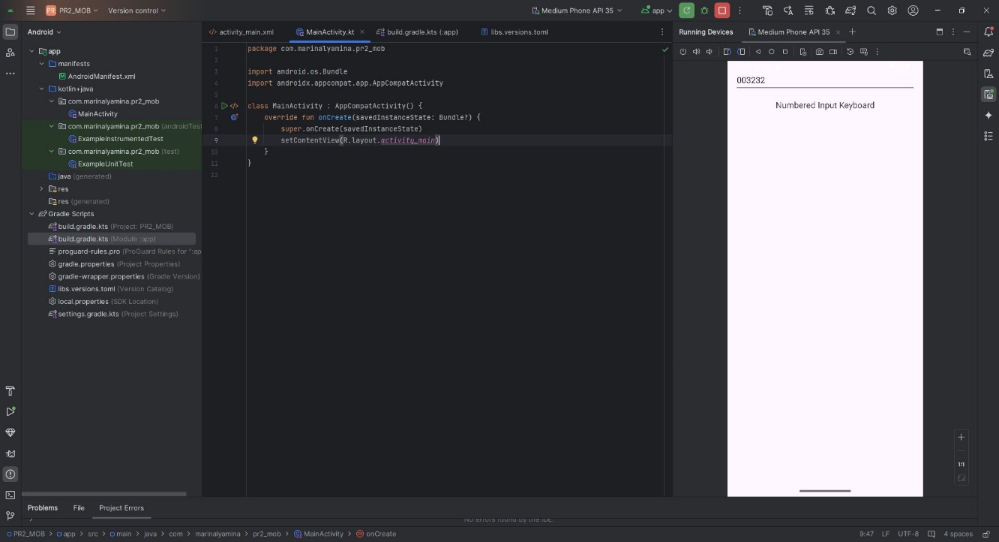 PR PR2_MOB Version control Medium Phone API 35 app
Android
app
manifests
AndroidManifest.xml
kotlin+java
com.marinalyamina.pr2_mob
MainActivity
com.marinalyamina.pr2_mob (androidTest
ExampleInstrumentedTest
com.marinalyamina.pr2_mob (test)
ExampleUnitTest
java (generated)
res
res (generated)
Gradle Scripts
build.gradle.kts (Project: PR2_MOB)
build.gradle.kts (Module :app)
proguard-rules.pro (ProGuard Rules for ":ap
gradle.properties (Project Properties)
gradle-wrapper.properties (Gradle Version)
libs.versions.toml (Version Catalog)
local.properties (SDK Location)
settings.gradle.kts (Project Settings)
activity_main.xml MainActivity.kt build.gradle.kts (:app) libs.versions.toml
1 package com.marinalyamina.pr2_mob
2
3 import android.os.Bundle
4 import androidx.appcompat.app.AppCompatActivity
5
6 class MainActivity : AppCompatActivity() {
7 override fun onCreate(savedInstanceState: Bundle?) {
8 super.onCreate(savedInstanceState)
9 setContentView(R.layout.activity_main)
10 }
11 }
12
Running Devices Medium Phone API 35
003232
Numbered Input Keyboard
1:1
Problems File Project Errors
No errors found by the IDE.
PR2_MOB > app > src > main > java > com > marinalyamina > pr2_mob > MainActivity > onCreate 9:47 LF UTF-8 4 spaces